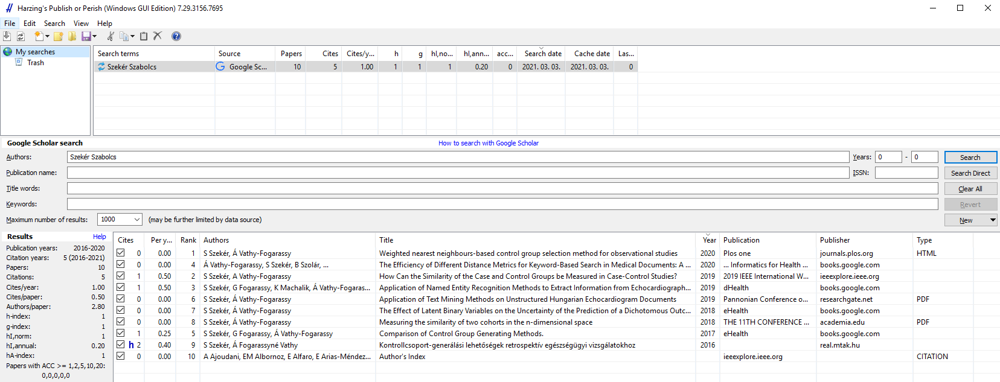 Harzing's Publish or Perish (Windows GUI Edition) 7.29.3156.7695
File Edit Search View Help
My searches
Trash
Search terms Source Papers Cites Cites/y... h g hI,no... hI,ann... acc... Search date Cache date Las...
Szekér Szabolcs Google Sc... 10 5 1.00 1 1 1 0.20 0 2021. 03. 03. 2021. 03. 03. 0
Google Scholar search How to search with Google Scholar
Authors: Szekér Szabolcs Years: 0 - 0 Search
Publication name: ISSN: Search Direct
Title words: Clear All
Keywords: Revert
Maximum number of results: 1000 (may be further limited by data source) New
Results Help
Publication years: 2016-2020
Citation years: 5 (2016-2021)
Papers: 10
Citations: 5
Cites/year: 1.00
Cites/paper: 0.50
Authors/paper: 2.80
h-index: 1
g-index: 1
hI,norm: 1
hI,annual: 0.20
hA-index: 1
Papers with ACC >= 1,2,5,10,20:
0,0,0,0,0
Cites Per y... Rank Authors Title Year Publication Publisher Type
0 0.00 1 S Szekér, Á Vathy-Fogarassy Weighted nearest neighbours-based control group selection method for observational studies 2020 Plos one journals.plos.org HTML
0 0.00 4 Á Vathy-Fogarassy, S Szekér, B Szolár, ... The Efficiency of Different Distance Metrics for Keyword-Based Search in Medical Documents: A ... 2020 ... Informatics for Health ... books.google.com
1 0.50 2 S Szekér, A Vathy-Fogarassy How Can the Similarity of the Case and Control Groups be Measured in Case-Control Studies? 2019 2019 IEEE International W... ieeexplore.ieee.org
1 0.50 3 S Szekér, G Fogarassy, K Machalik, Á Vathy-Fogaras... Application of Named Entity Recognition Methods to Extract Information from Echocardiograph... 2019 dHealth books.google.com
0 0.00 6 S Szekér, Á Vathy-Fogarassy Application of Text Mining Methods on Unstructured Hungarian Echocardiogram Documents 2019 Pannonian Conference o... researchgate.net PDF
0 0.00 7 S Szekér, Á Vathy-Fogarassy The Effect of Latent Binary Variables on the Uncertainty of the Prediction of a Dichotomous Outc... 2018 eHealth books.google.com
0 0.00 8 S Szekér, Á Vathy-Fogarassy Measuring the similarity of two cohorts in the n-dimensional space 2018 THE 11TH CONFERENCE ... academia.edu PDF
1 0.25 5 S Szekér, G Fogarassy, Á Vathy-Fogarassy Comparison of Control Group Generating Methods. 2017 eHealth books.google.com
h 2 0.40 9 S Szekér, Á Fogarassyné Vathy Kontrollcsoport-generálási lehetőségek retrospektív egészségügyi vizsgálatokhoz 2016 real.mtak.hu
0 0.00 10 A Ajoudani, EM Albornoz, E Alfaro, E Arias-Méndez... Author's Index ieeexplore.ieee.org CITATION